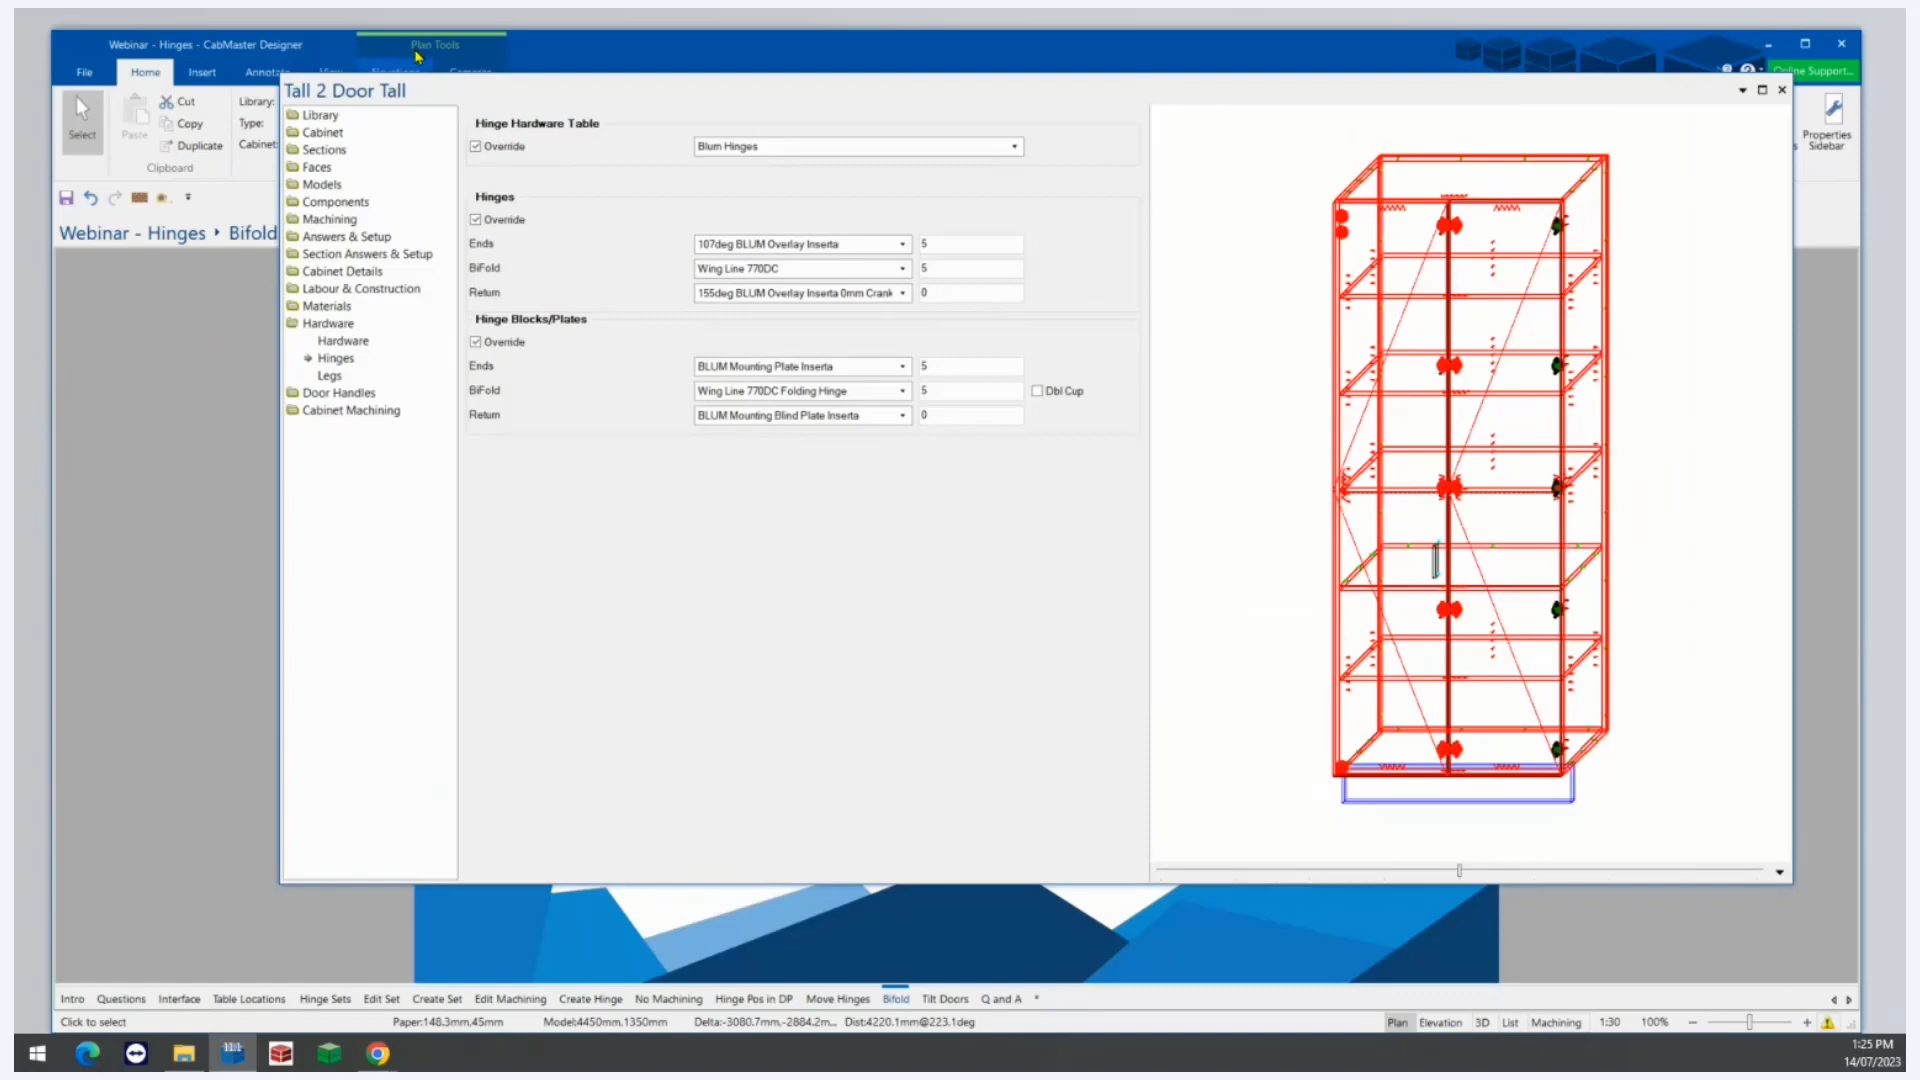 Webinar - Hinges - CabMaster Designer
Plan Tools
File Home Insert
Online Support...
Select
Paste
Cut
Copy
Duplicate
Clipboard
Library:
Type:
Cabinet:
Properties
Sidebar
Webinar - Hinges Bifold
Tall 2 Door Tall
Library
Cabinet
Sections
Faces
Models
Components
Machining
Answers & Setup
Section Answers & Setup
Cabinet Details
Labour & Construction
Materials
Hardware
Hardware
Hinges
Legs
Door Handles
Cabinet Machining
Hinge Hardware Table
Override Blum Hinges
Hinges
Override
Ends 107deg BLUM Overlay Inserta 5
BiFold Wing Line 770DC 5
Return 155deg BLUM Overlay Inserta 0mm Crank 0
Hinge Blocks/Plates
Override
Ends BLUM Mounting Plate Inserta 5
BiFold Wing Line 770DC Folding Hinge 5 Dbl Cup
Return BLUM Mounting Blind Plate Inserta 0
Intro Questions Interface Table Locations Hinge Sets Edit Set Create Set Edit Machining Create Hinge No Machining Hinge Pos in DP Move Hinges Bifold Tilt Doors Q and A *
Click to select Paper:148.3mm,45mm Model:4450mm,1350mm Delta:-3080.7mm,-2884.2m... Dist:4220.1mm@223.1deg Plan Elevation 3D List Machining 1:30 100%
1:25 PM
14/07/2023